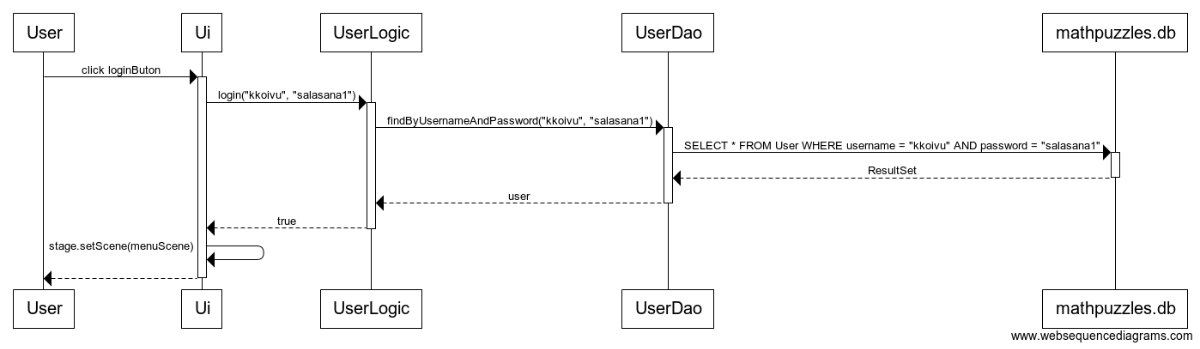 User Ui UserLogic UserDao mathpuzzles.db
click loginButon
login("kkoivu", "salasana1")
findByUsernameAndPassword("kkoivu", "salasana1")
SELECT * FROM User WHERE username = "kkoivu" AND password = "salasana1"
ResultSet
user
true
stage.setScene(menuScene)
User Ui UserLogic UserDao mathpuzzles.db
www.websequencediagrams.com